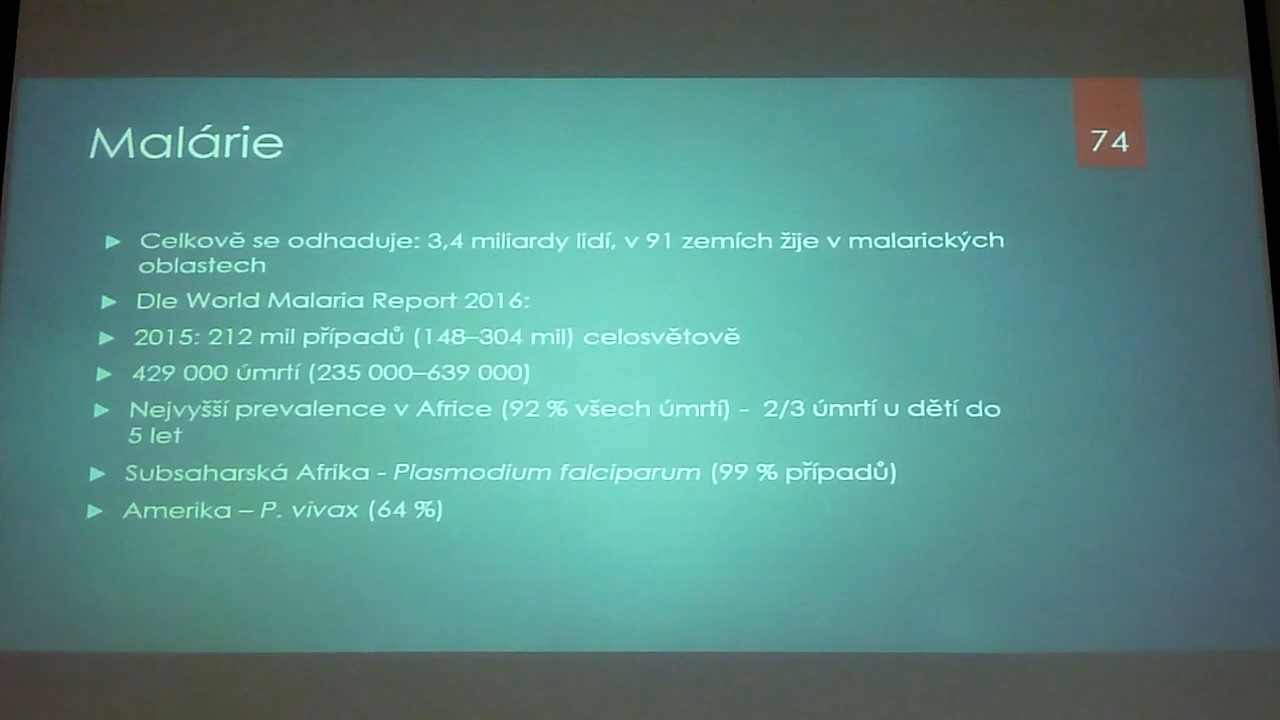 Malárie
74
► Celkově se odhaduje: 3,4 miliardy lidí, v 91 zemích žije v malarických
oblastech
► Dle World Malaria Report 2016:
► 2015: 212 mil případů (148–304 mil) celosvětově
► 429 000 úmrtí (235 000–639 000)
► Nejvyšší prevalence v Africe (92 % všech úmrtí) - 2/3 úmrtí u dětí do
5 let
► Subsaharská Afrika - Plasmodium falciparum (99 % případů)
► Amerika – P. vivax (64 %)